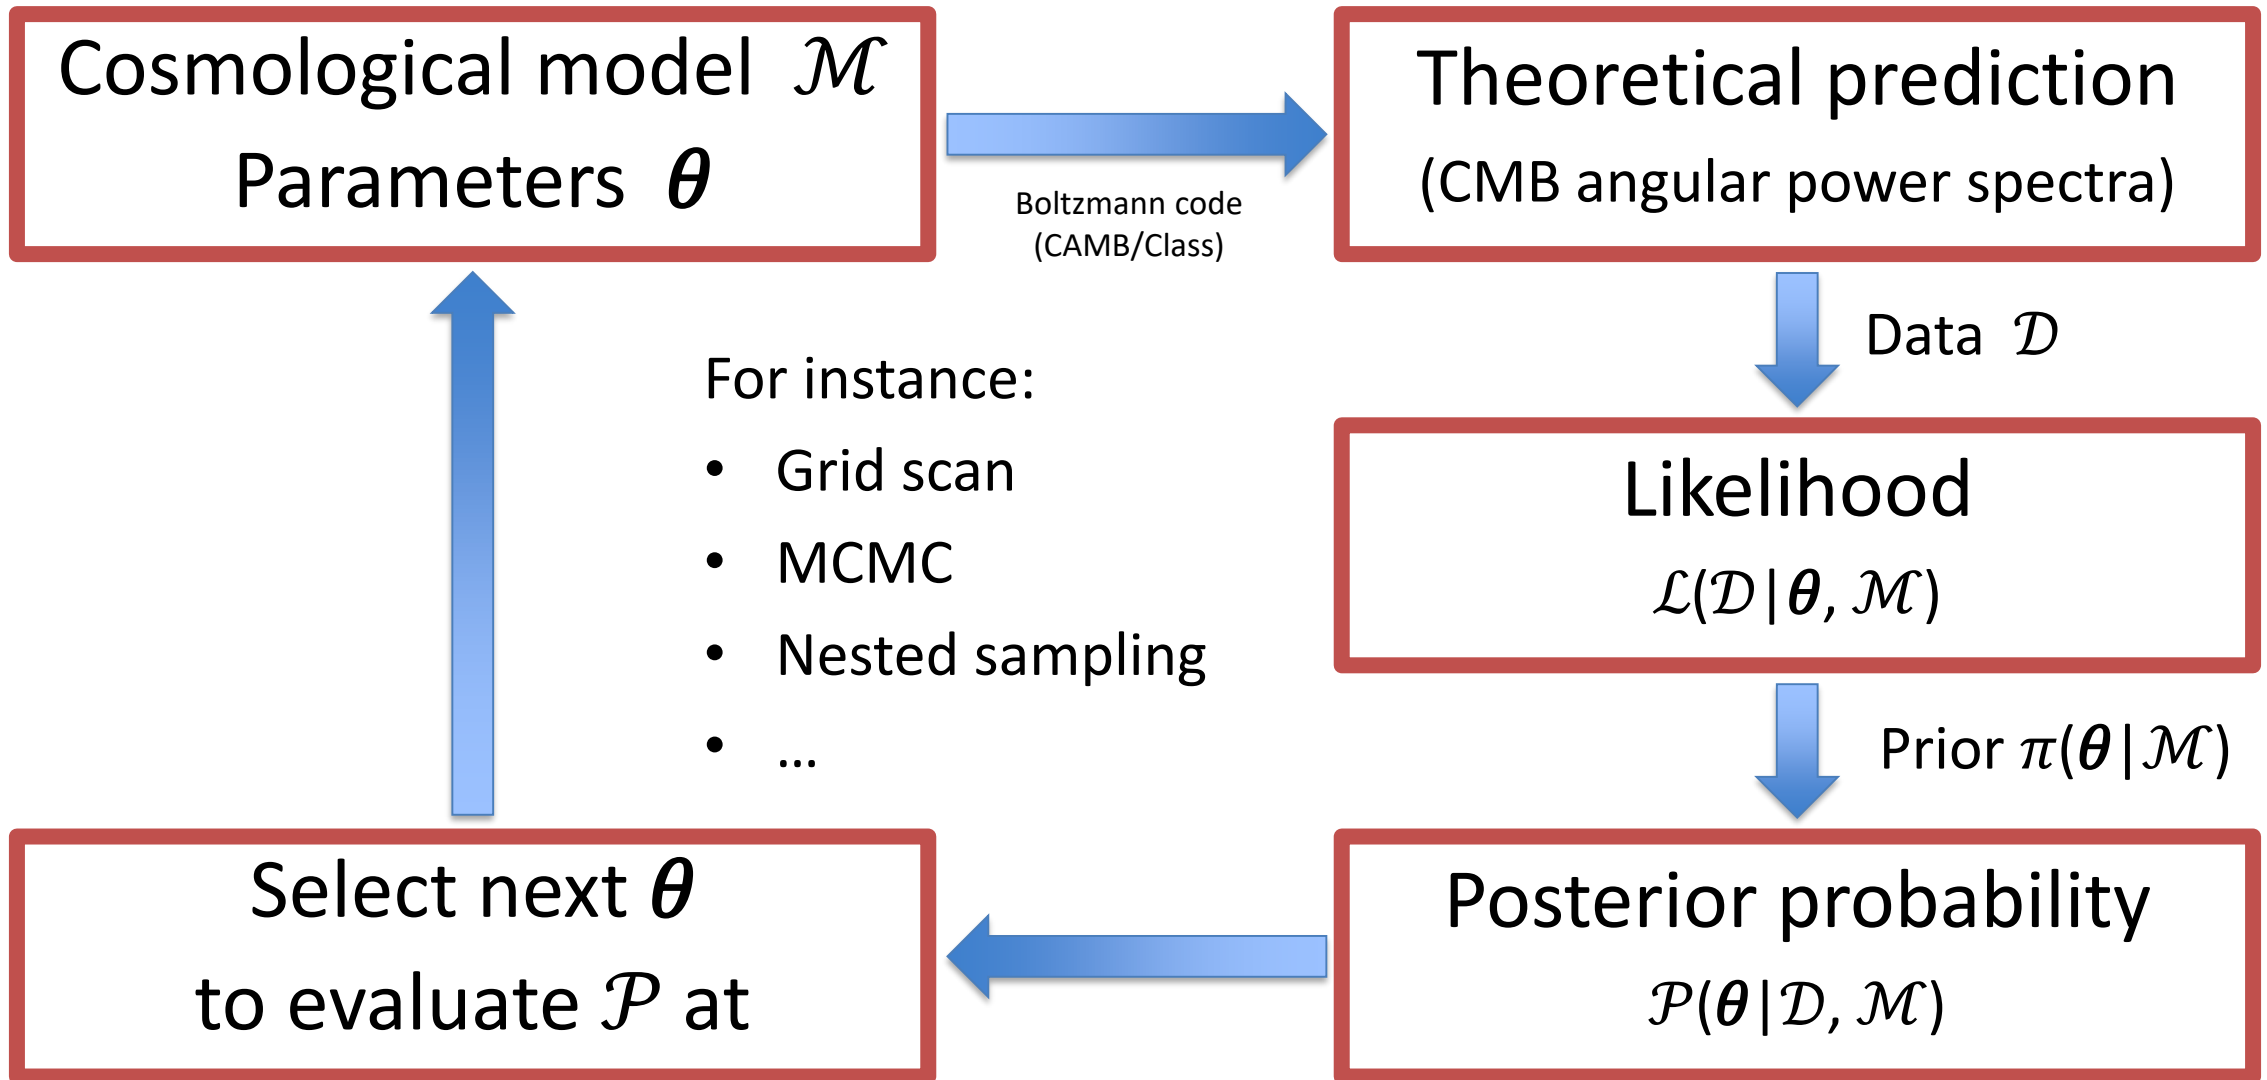 Cosmological model 𝓜
Parameters 𝜽
Boltzmann code
(CAMB/Class)
Theoretical prediction
(CMB angular power spectra)
Data 𝒟
Likelihood
ℒ(𝒟|𝜽, 𝓜)
Prior 𝜋(𝜽|𝓜)
Posterior probability
𝒫(𝜽|𝒟, 𝓜)
Select next 𝜽
to evaluate 𝒫 at
For instance:
• Grid scan
• MCMC
• Nested sampling
• …